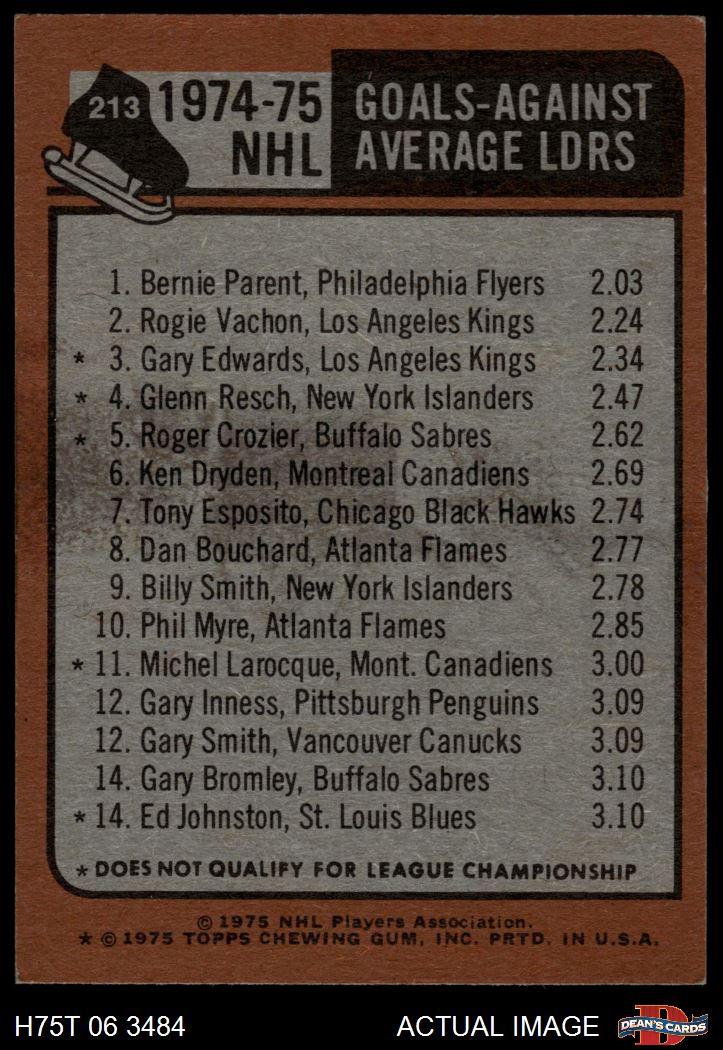 213
1974-75
NHL
GOALS-AGAINST
AVERAGE LDRS
1. Bernie Parent, Philadelphia Flyers 2.03
2. Rogie Vachon, Los Angeles Kings 2.24
* 3. Gary Edwards, Los Angeles Kings 2.34
* 4. Glenn Resch, New York Islanders 2.47
* 5. Roger Crozier, Buffalo Sabres 2.62
6. Ken Dryden, Montreal Canadiens 2.69
7. Tony Esposito, Chicago Black Hawks 2.74
8. Dan Bouchard, Atlanta Flames 2.77
9. Billy Smith, New York Islanders 2.78
10. Phil Myre, Atlanta Flames 2.85
* 11. Michel Larocque, Mont. Canadiens 3.00
12. Gary Inness, Pittsburgh Penguins 3.09
12. Gary Smith, Vancouver Canucks 3.09
14. Gary Bromley, Buffalo Sabres 3.10
* 14. Ed Johnston, St. Louis Blues 3.10
* DOES NOT QUALIFY FOR LEAGUE CHAMPIONSHIP
© 1975 NHL Players Association.
* © 1975 TOPPS CHEWING GUM, INC. PRTD. IN U.S.A.
H75T 06 3484 ACTUAL IMAGE
D
DEAN'S CARDS